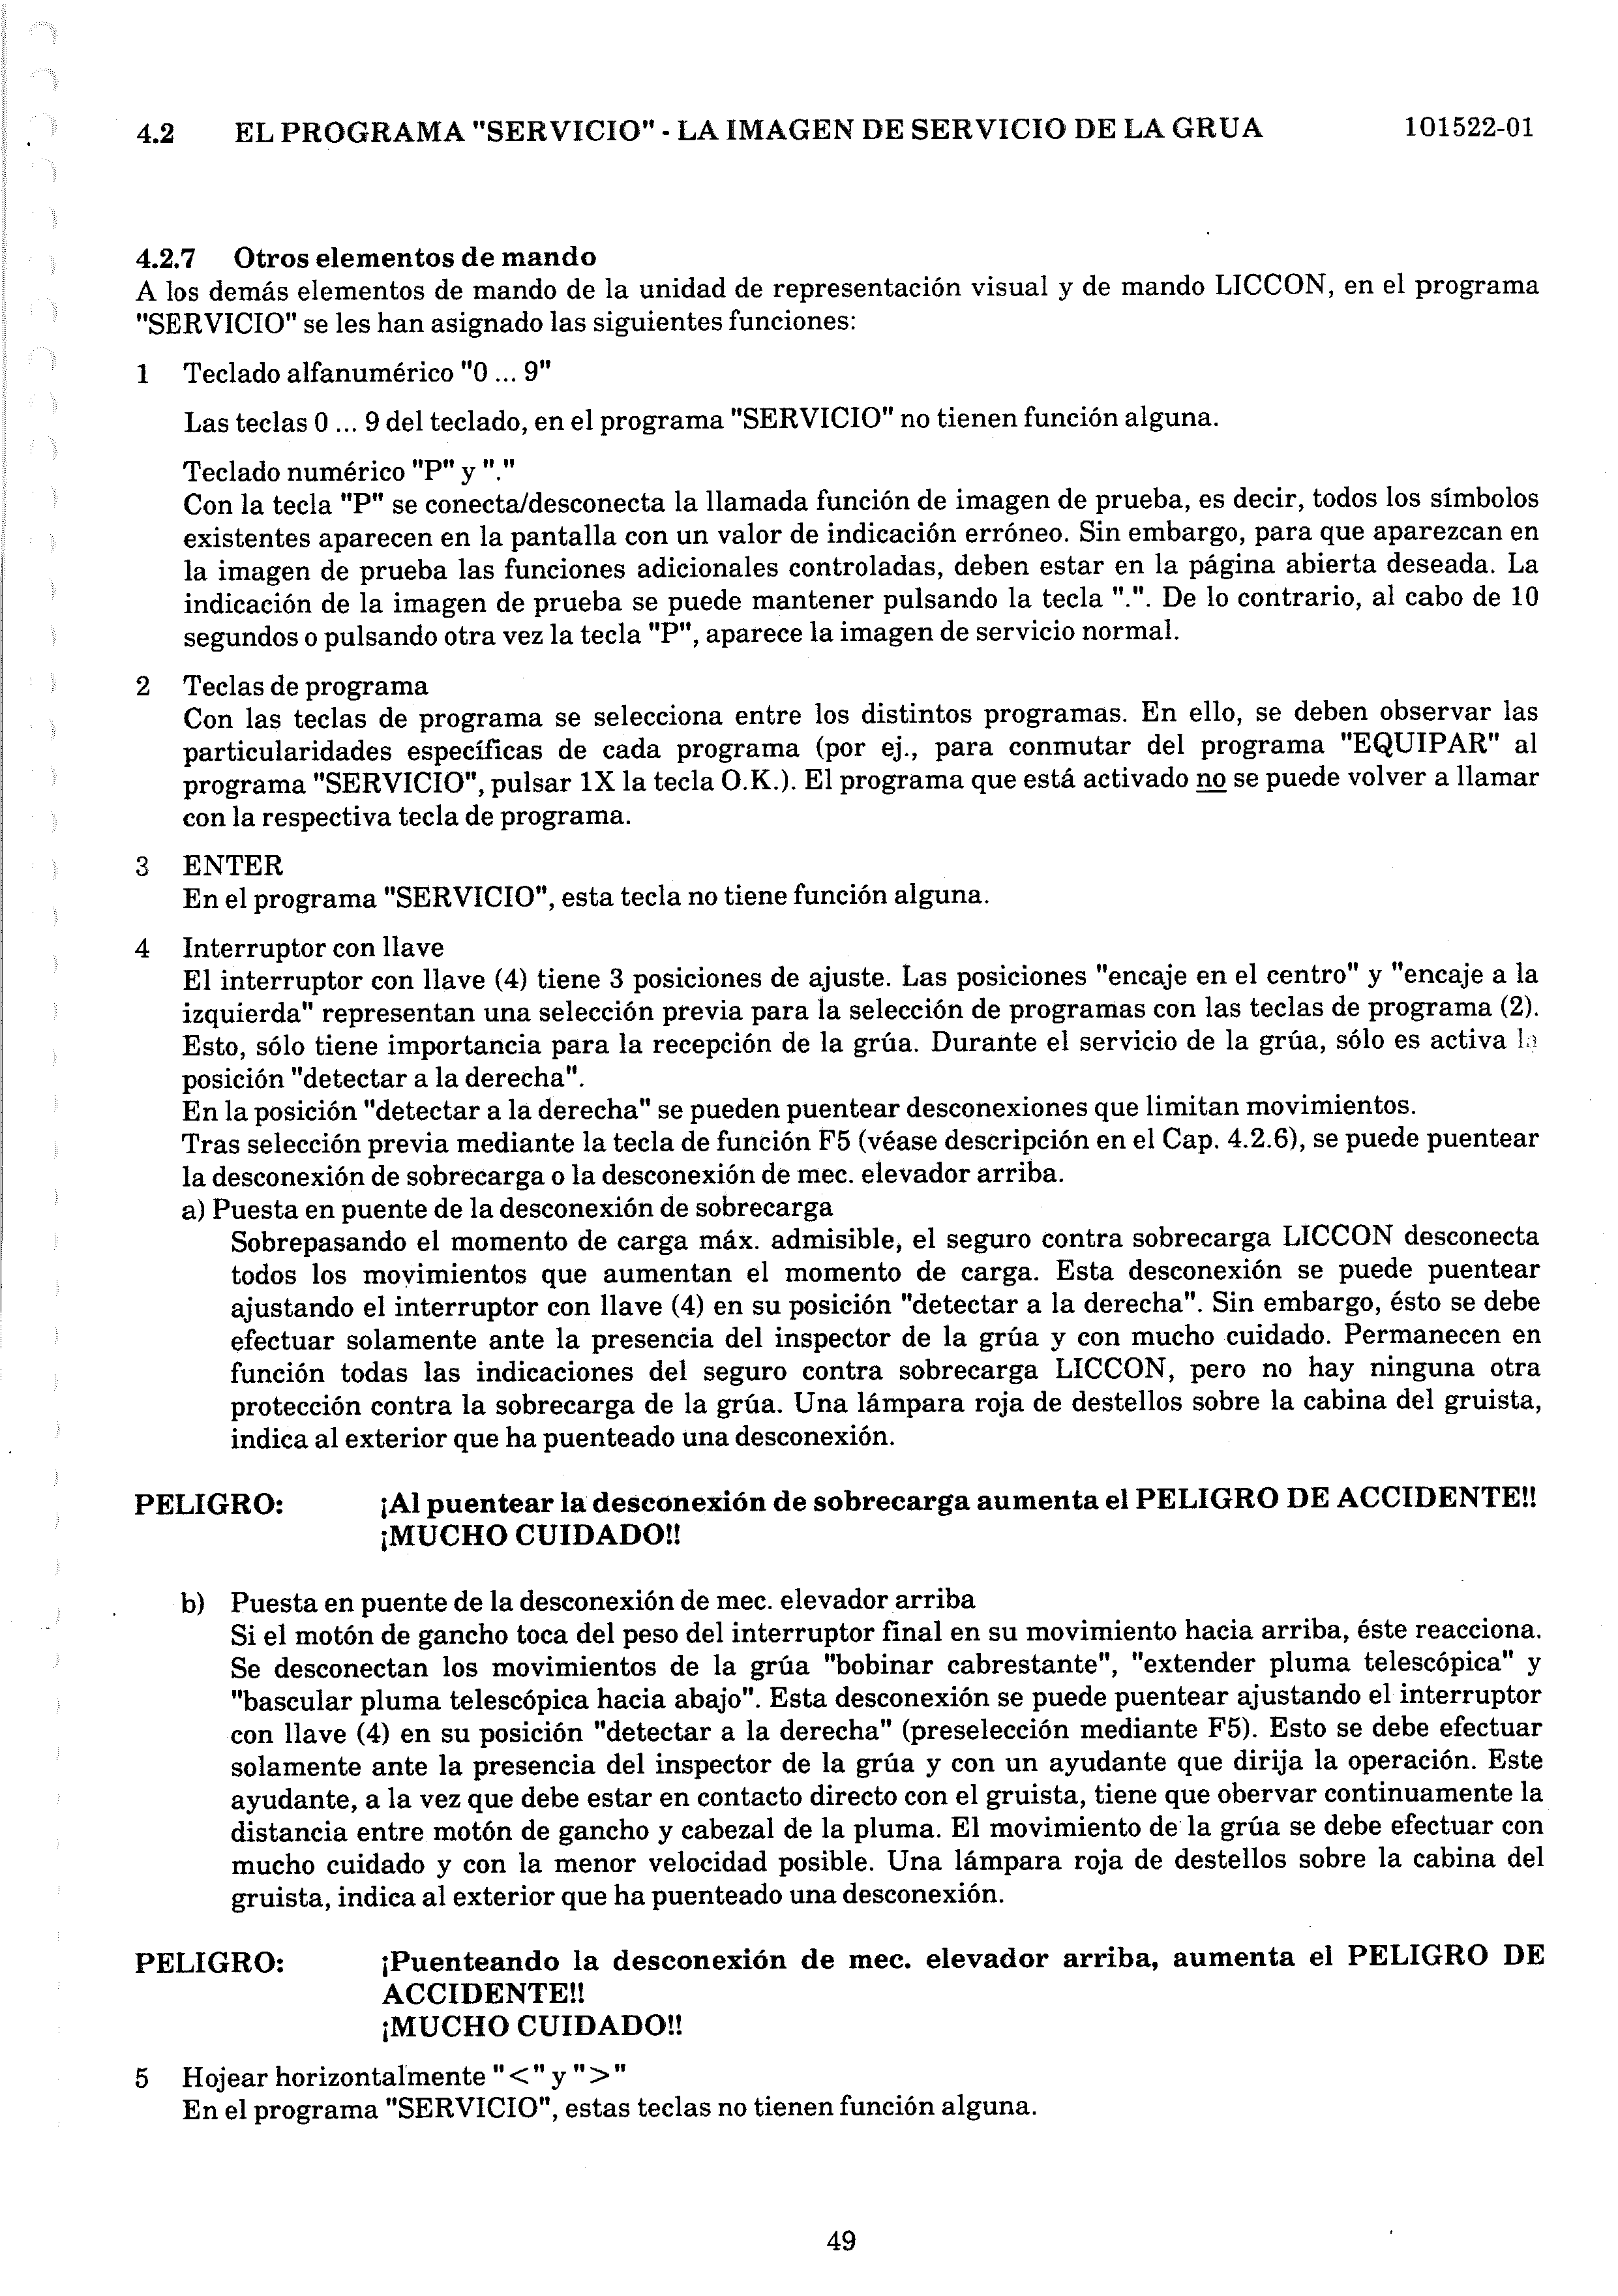 4.2 EL PROGRAMA "SERVICIO" - LA IMAGEN DE SERVICIO DE LA GRUA 101522-01
4.2.7 Otros elementos de mando
A los demás elementos de mando de la unidad de representación visual y de mando LICCON, en el programa
"SERVICIO" se les han asignado las siguientes funciones:
1 Teclado alfanumérico "0 ... 9"
Las teclas 0 ... 9 del teclado, en el programa "SERVICIO" no tienen función alguna.
Teclado numérico "P" y "."
Con la tecla "P" se conecta/desconecta la llamada función de imagen de prueba, es decir, todos los símbolos
existentes aparecen en la pantalla con un valor de indicación erróneo. Sin embargo, para que aparezcan en
la imagen de prueba las funciones adicionales controladas, deben estar en la página abierta deseada. La
indicación de la imagen de prueba se puede mantener pulsando la tecla ".". De lo contrario, al cabo de 10
segundos o pulsando otra vez la tecla "P", aparece la imagen de servicio normal.
2 Teclas de programa
Con las teclas de programa se selecciona entre los distintos programas. En ello, se deben observar las
particularidades específicas de cada programa (por ej., para conmutar del programa "EQUIPAR" al
programa "SERVICIO", pulsar 1X la tecla O.K.). El programa que está activado no se puede volver a llamar
con la respectiva tecla de programa.
3 ENTER
En el programa "SERVICIO", esta tecla no tiene función alguna.
4 Interruptor con llave
El interruptor con llave (4) tiene 3 posiciones de ajuste. Las posiciones "encaje en el centro" y "encaje a la
izquierda" representan una selección previa para la selección de programas con las teclas de programa (2).
Esto, sólo tiene importancia para la recepción de la grúa. Durante el servicio de la grúa, sólo es activa la
posición "detectar a la derecha".
En la posición "detectar a la derecha" se pueden puentear desconexiones que limitan movimientos.
Tras selección previa mediante la tecla de función F5 (véase descripción en el Cap. 4.2.6), se puede puentear
la desconexión de sobrecarga o la desconexión de mec. elevador arriba.
a) Puesta en puente de la desconexión de sobrecarga
Sobrepasando el momento de carga máx. admisible, el seguro contra sobrecarga LICCON desconecta
todos los movimientos que aumentan el momento de carga. Esta desconexión se puede puentear
ajustando el interruptor con llave (4) en su posición "detectar a la derecha". Sin embargo, ésto se debe
efectuar solamente ante la presencia del inspector de la grúa y con mucho cuidado. Permanecen en
función todas las indicaciones del seguro contra sobrecarga LICCON, pero no hay ninguna otra
protección contra la sobrecarga de la grúa. Una lámpara roja de destellos sobre la cabina del gruista,
indica al exterior que ha puenteado una desconexión.
PELIGRO: ¡Al puentear la desconexión de sobrecarga aumenta el PELIGRO DE ACCIDENTE!!
¡MUCHO CUIDADO!!
b) Puesta en puente de la desconexión de mec. elevador arriba
Si el motón de gancho toca del peso del interruptor final en su movimiento hacia arriba, éste reacciona.
Se desconectan los movimientos de la grúa "bobinar cabrestante", "extender pluma telescópica" y
"bascular pluma telescópica hacia abajo". Esta desconexión se puede puentear ajustando el interruptor
con llave (4) en su posición "detectar a la derecha" (preselección mediante F5). Esto se debe efectuar
solamente ante la presencia del inspector de la grúa y con un ayudante que dirija la operación. Este
ayudante, a la vez que debe estar en contacto directo con el gruista, tiene que obervar continuamente la
distancia entre motón de gancho y cabezal de la pluma. El movimiento de la grúa se debe efectuar con
mucho cuidado y con la menor velocidad posible. Una lámpara roja de destellos sobre la cabina del
gruista, indica al exterior que ha puenteado una desconexión.
PELIGRO: ¡Puenteando la desconexión de mec. elevador arriba, aumenta el PELIGRO DE
ACCIDENTE!!
¡MUCHO CUIDADO!!
5 Hojear horizontalmente "<" y ">"
En el programa "SERVICIO", estas teclas no tienen función alguna.
49